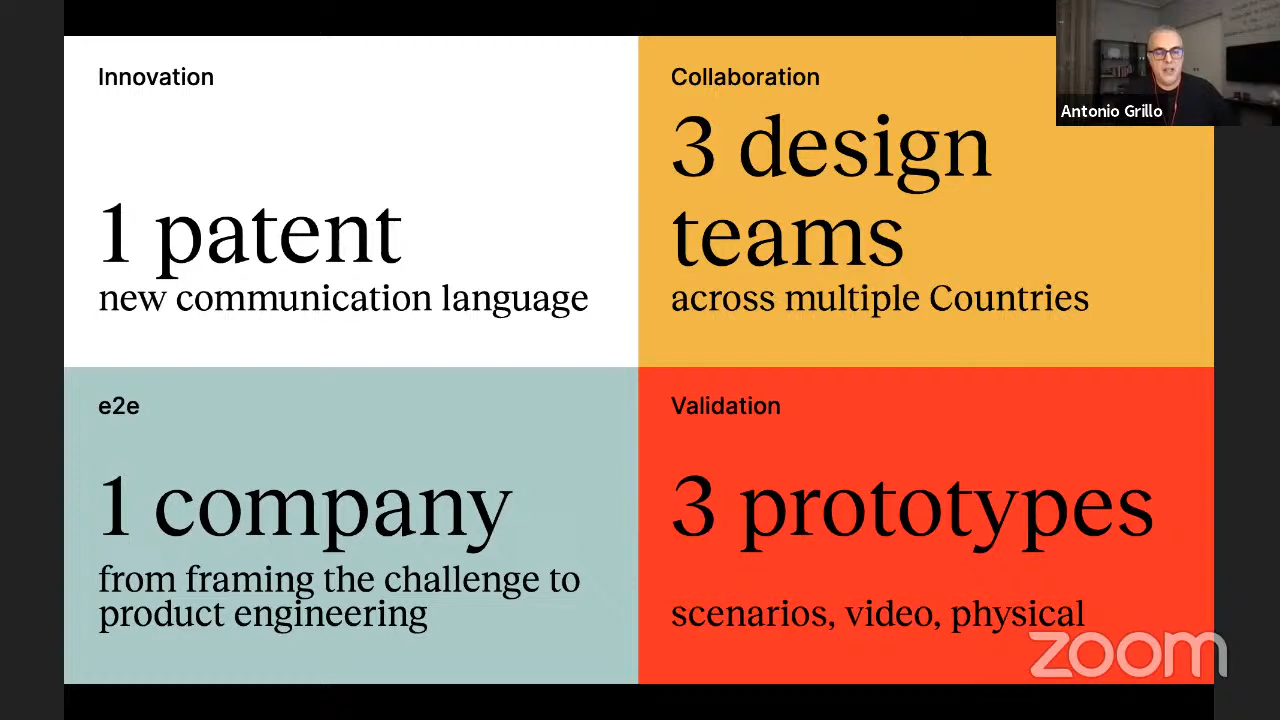 Innovation
1 patent
new communication language
Collaboration
3 design
teams
across multiple Countries
Antonio Grillo
e2e
1 company
from framing the challenge to
product engineering
Validation
3 prototypes
scenarios, video, physical
zoom